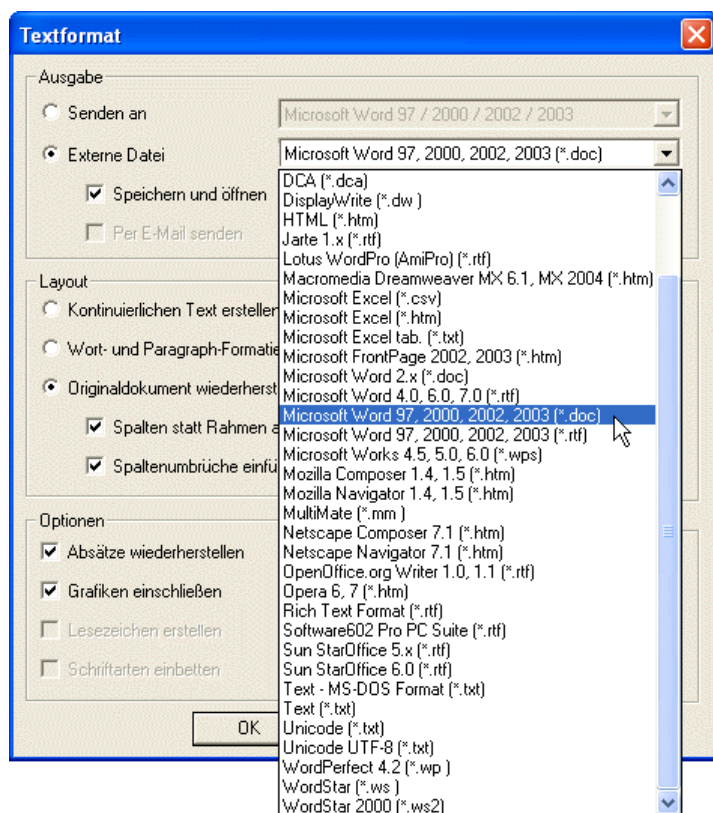 Textformat
Ausgabe
Senden an
Microsoft Word 97 / 2000 / 2002 / 2003
Externe Datei
Microsoft Word 97, 2000, 2002, 2003 (*.doc)
Speichern und öffnen
Per E-Mail senden
Layout
Kontinuierlichen Text erstellen
Wort- und Paragraph-Formatie
Originaldokument wiederherst
Spalten statt Rahmen a
Spaltenumbrüche einfü
Optionen
Absätze wiederherstellen
Grafiken einschließen
Lesezeichen erstellen
Schriftarten einbetten
OK
DCA (*.dca)
DisplayWrite (*.dw )
HTML (*.htm)
Jarte 1.x (*.rtf)
Lotus WordPro (AmiPro) (*.rtf)
Macromedia Dreamweaver MX 6.1, MX 2004 (*.htm)
Microsoft Excel (*.csv)
Microsoft Excel (*.htm)
Microsoft Excel tab. (*.txt)
Microsoft FrontPage 2002, 2003 (*.htm)
Microsoft Word 2.x (*.doc)
Microsoft Word 4.0, 6.0, 7.0 (*.rtf)
Microsoft Word 97, 2000, 2002, 2003 (*.doc)
Microsoft Word 97, 2000, 2002, 2003 (*.rtf)
Microsoft Works 4.5, 5.0, 6.0 (*.wps)
Mozilla Composer 1.4, 1.5 (*.htm)
Mozilla Navigator 1.4, 1.5 (*.htm)
MultiMate (*.mm )
Netscape Composer 7.1 (*.htm)
Netscape Navigator 7.1 (*.htm)
OpenOffice.org Writer 1.0, 1.1 (*.rtf)
Opera 6, 7 (*.htm)
Rich Text Format (*.rtf)
Software602 Pro PC Suite (*.rtf)
Sun StarOffice 5.x (*.rtf)
Sun StarOffice 6.0 (*.rtf)
Text - MS-DOS Format (*.txt)
Text (*.txt)
Unicode (*.txt)
Unicode UTF-8 (*.txt)
WordPerfect 4.2 (*.wp )
WordStar (*.ws )
WordStar 2000 (*.ws2)